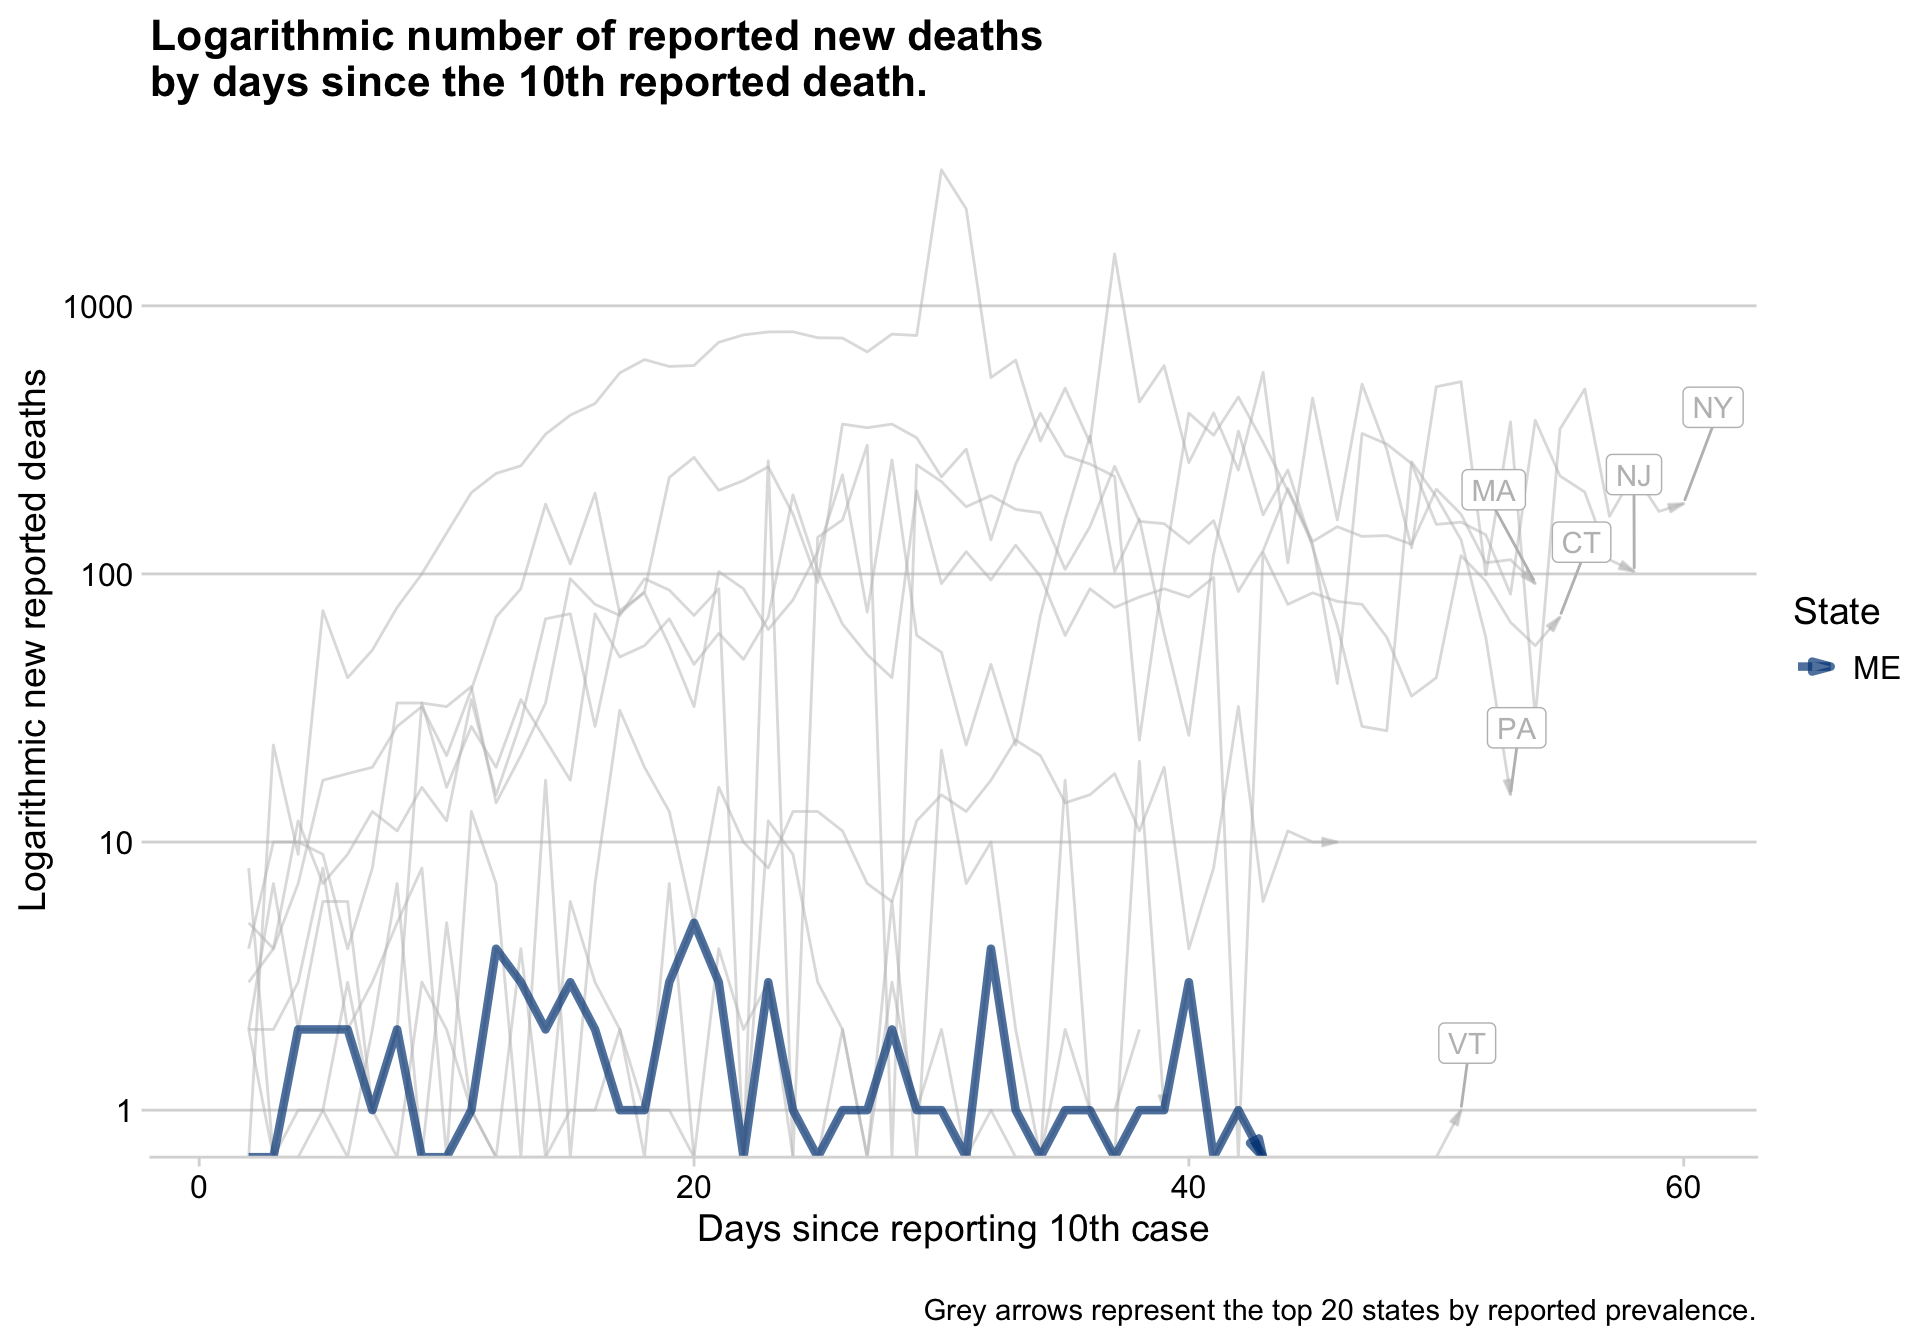 Logarithmic number of reported new deaths
by days since the 10th reported death.
Logarithmic new reported deaths
1000
100
10
1
NY
NJ
MA
CT
PA
VT
State
ME
0 20 40 60
Days since reporting 10th case
Grey arrows represent the top 20 states by reported prevalence.